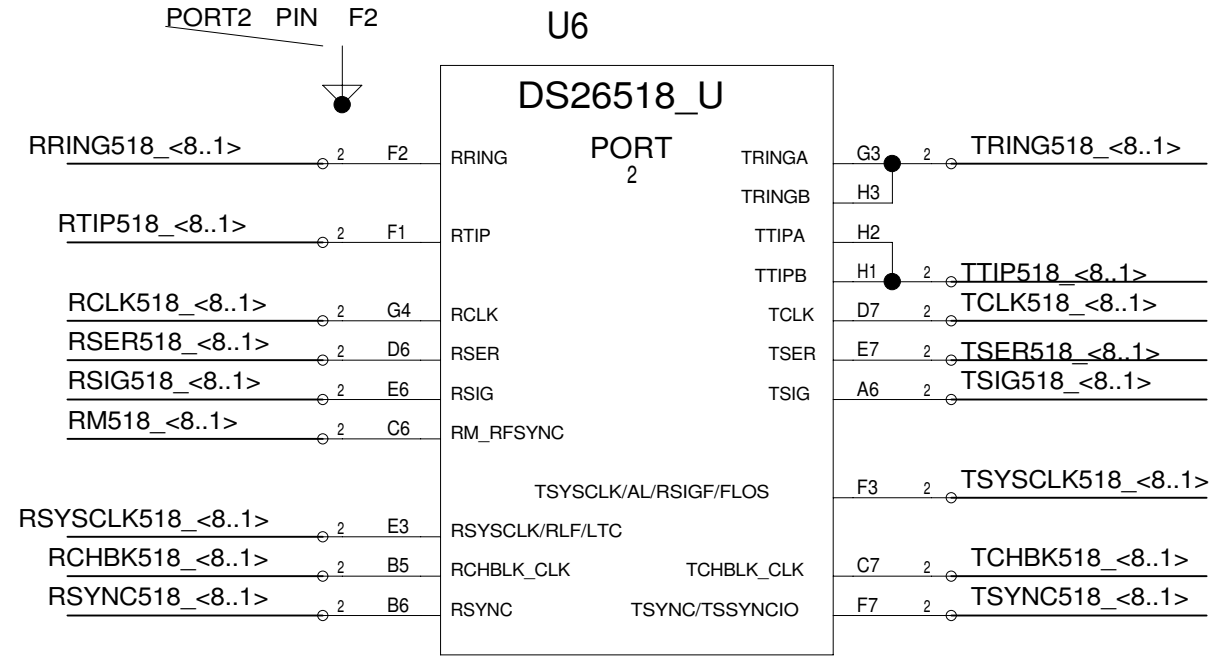 PORT2 PIN F2
U6
DS26518_U
PORT
2
RRING518_<8..1> 2 F2 RRING TRINGA G3 2 TRING518_<8..1>
TRINGB H3
RTIP518_<8..1> 2 F1 RTIP TTIPA H2
TTIPB H1 2 TTIP518_<8..1>
RCLK518_<8..1> 2 G4 RCLK TCLK D7 2 TCLK518_<8..1>
RSER518_<8..1> 2 D6 RSER TSER E7 2 TSER518_<8..1>
RSIG518_<8..1> 2 E6 RSIG TSIG A6 2 TSIG518_<8..1>
RM518_<8..1> 2 C6 RM_RFSYNC
TSYSCLK/AL/RSIGF/FLOS F3 2 TSYSCLK518_<8..1>
RSYSCLK518_<8..1> 2 E3 RSYSCLK/RLF/LTC
RCHBK518_<8..1> 2 B5 RCHBLK_CLK TCHBLK_CLK C7 2 TCHBK518_<8..1>
RSYNC518_<8..1> 2 B6 RSYNC TSYNC/TSSYNCIO F7 2 TSYNC518_<8..1>